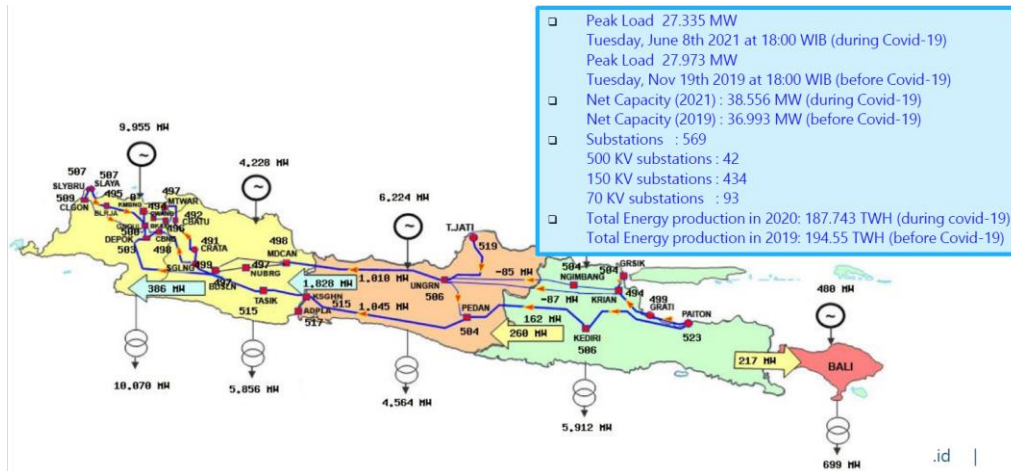 Peak Load 27.335 MW
Tuesday, June 8th 2021 at 18:00 WIB (during Covid-19)
Peak Load 27.973 MW
Tuesday, Nov 19th 2019 at 18:00 WIB (before Covid-19)
Net Capacity (2021) : 38.556 MW (during Covid-19)
Net Capacity (2019) : 36.993 MW (before Covid-19)
Substations : 569
500 KV substations : 42
150 KV substations : 434
70 KV substations : 93
Total Energy production in 2020: 187.743 TWH (during covid-19)
Total Energy production in 2019: 194.55 TWH (before Covid-19)
9.955 MW
4.228 MW
6.224 MW
480 MW
507
507
SLYBRU
SLAYA
509
495
CLGON
BLRJA
KMBNG
497
MTWAR
492
CBATU
DEPOK
503
CBNG
496
498
491
CRATA
SGLNG
499
BDSLN
497
NUBRG
498
MDCAN
TASIK
515
386 MW
1.828 MW
1.010 MW
1.045 MW
KSGHN
515
ADPLA
517
T.JATI
519
UNGRN
506
PEDAN
504
-85 MW
504
NGIMBANG
GRSIK
504
KRIAN
494
499
GRATI
PAITON
523
-87 MW
162 MW
KEDIRI
506
260 MW
217 MW
BALI
10.070 MW
5.856 MW
4.564 MW
5.912 MW
699 MW
.id |